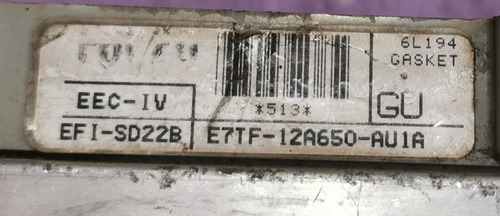 6L194
GASKET
EEC-IV
*513*
GU
EFI-SD22B
E7TF-12A650-AU1A